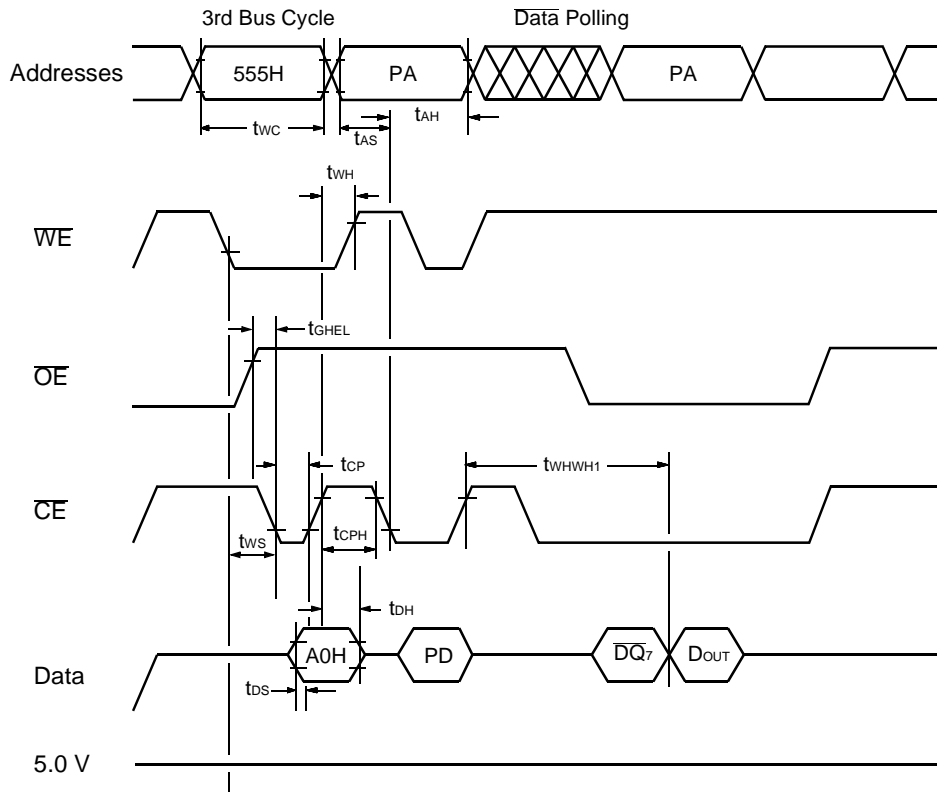 3rd Bus Cycle
Data Polling
Addresses
555H
PA
PA
tWC
tAS
tAH
tWH
WE
tGHEL
OE
tCP
tWHWH1
CE
tWS
tCPH
tDH
Data
A0H
PD
DQ7
DOUT
tDS
5.0 V